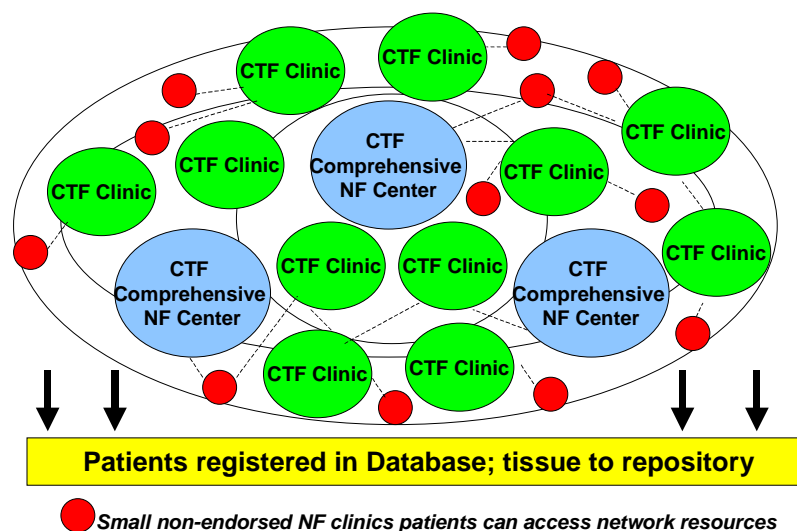 CTF Clinic
CTF Clinic
CTF Clinic
CTF Clinic
CTF
Comprehensive
NF Center
CTF Clinic
CTF Clinic
CTF Clinic
CTF
Comprehensive
NF Center
CTF Clinic
CTF Clinic
CTF
Comprehensive
NF Center
CTF Clinic
CTF Clinic
Patients registered in Database; tissue to repository
Small non-endorsed NF clinics patients can access network resources